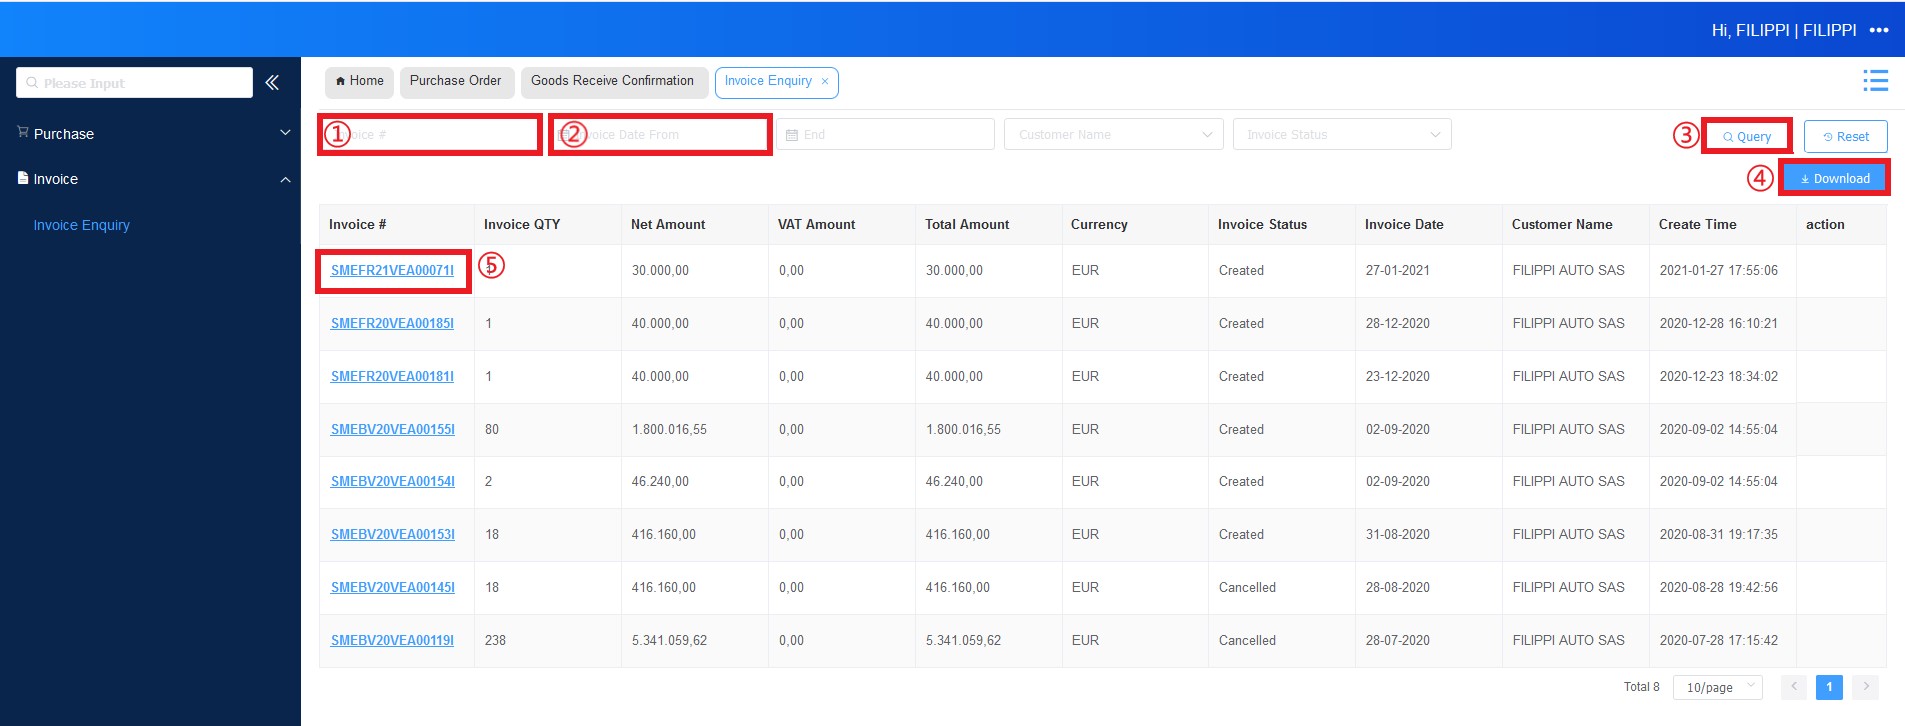 Hi, FILIPPI | FILIPPI •••
Please Input
Home Purchase Order Goods Receive Confirmation Invoice Enquiry ×
Purchase
Invoice
Invoice Enquiry
① # ② Date From End Customer Name Invoice Status ③ Query Reset
④ Download
Invoice # Invoice QTY Net Amount VAT Amount Total Amount Currency Invoice Status Invoice Date Customer Name Create Time action
SMEFR21VEA00071I ⑤ 30.000,00 0,00 30.000,00 EUR Created 27-01-2021 FILIPPI AUTO SAS 2021-01-27 17:55:06
SMEFR20VEA00185I 1 40.000,00 0,00 40.000,00 EUR Created 28-12-2020 FILIPPI AUTO SAS 2020-12-28 16:10:21
SMEFR20VEA00181I 1 40.000,00 0,00 40.000,00 EUR Created 23-12-2020 FILIPPI AUTO SAS 2020-12-23 18:34:02
SMEBV20VEA00155I 80 1.800.016,55 0,00 1.800.016,55 EUR Created 02-09-2020 FILIPPI AUTO SAS 2020-09-02 14:55:04
SMEBV20VEA00154I 2 46.240,00 0,00 46.240,00 EUR Created 02-09-2020 FILIPPI AUTO SAS 2020-09-02 14:55:04
SMEBV20VEA00153I 18 416.160,00 0,00 416.160,00 EUR Created 31-08-2020 FILIPPI AUTO SAS 2020-08-31 19:17:35
SMEBV20VEA00145I 18 416.160,00 0,00 416.160,00 EUR Cancelled 28-08-2020 FILIPPI AUTO SAS 2020-08-28 19:42:56
SMEBV20VEA00119I 238 5.341.059,62 0,00 5.341.059,62 EUR Cancelled 28-07-2020 FILIPPI AUTO SAS 2020-07-28 17:15:42
Total 8 10/page < 1 >